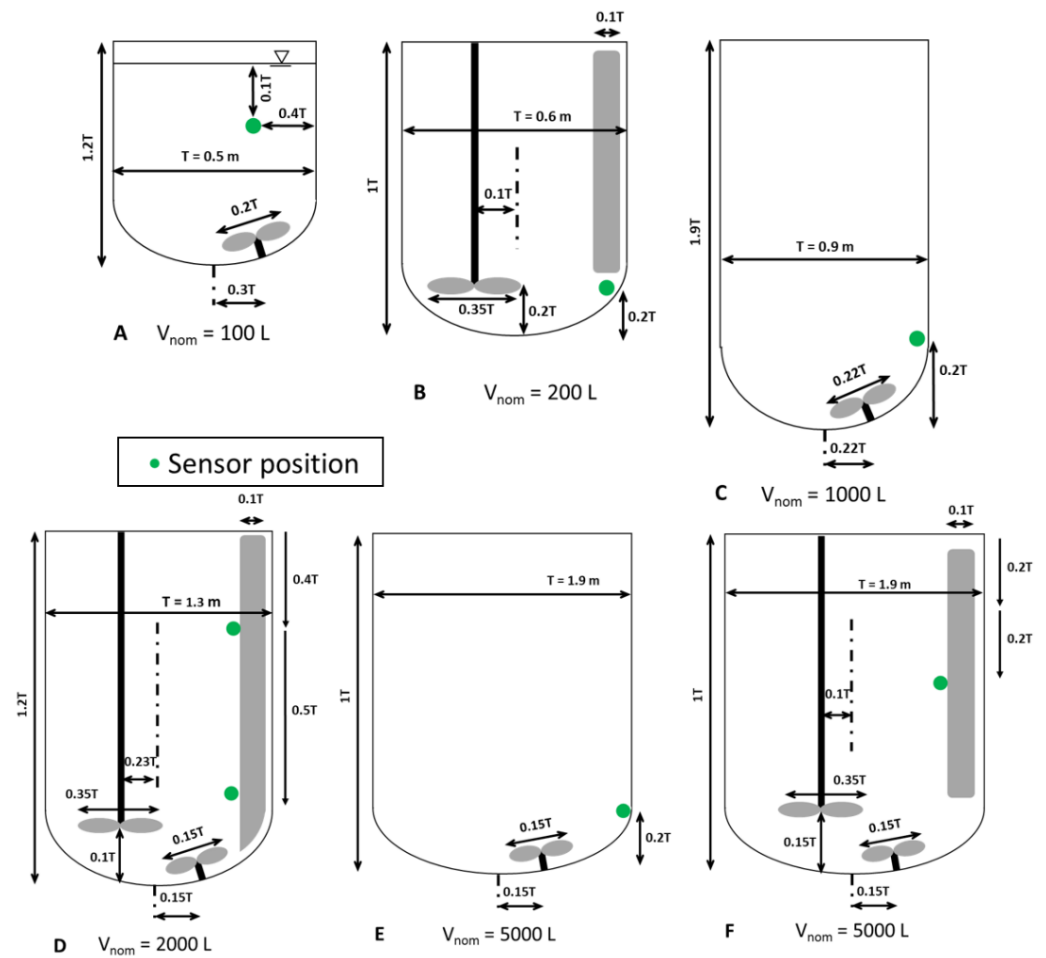 0.1T
1.2T
0.1T
0.4T
T = 0.5 m
0.2T
0.3T
A V_nom = 100 L
0.1T
1T
T = 0.6 m
0.1T
0.35T
0.2T
0.2T
B V_nom = 200 L
1.9T
T = 0.9 m
0.22T
0.2T
0.22T
C V_nom = 1000 L
Sensor position
0.1T
0.4T
T = 1.3 m
1.2T
0.5T
0.23T
0.35T
0.15T
0.1T
0.15T
D V_nom = 2000 L
T = 1.9 m
1T
0.15T
0.2T
0.15T
E V_nom = 5000 L
0.1T
0.2T
T = 1.9 m
0.2T
1T
0.1T
0.35T
0.15T
0.15T
0.15T
F V_nom = 5000 L